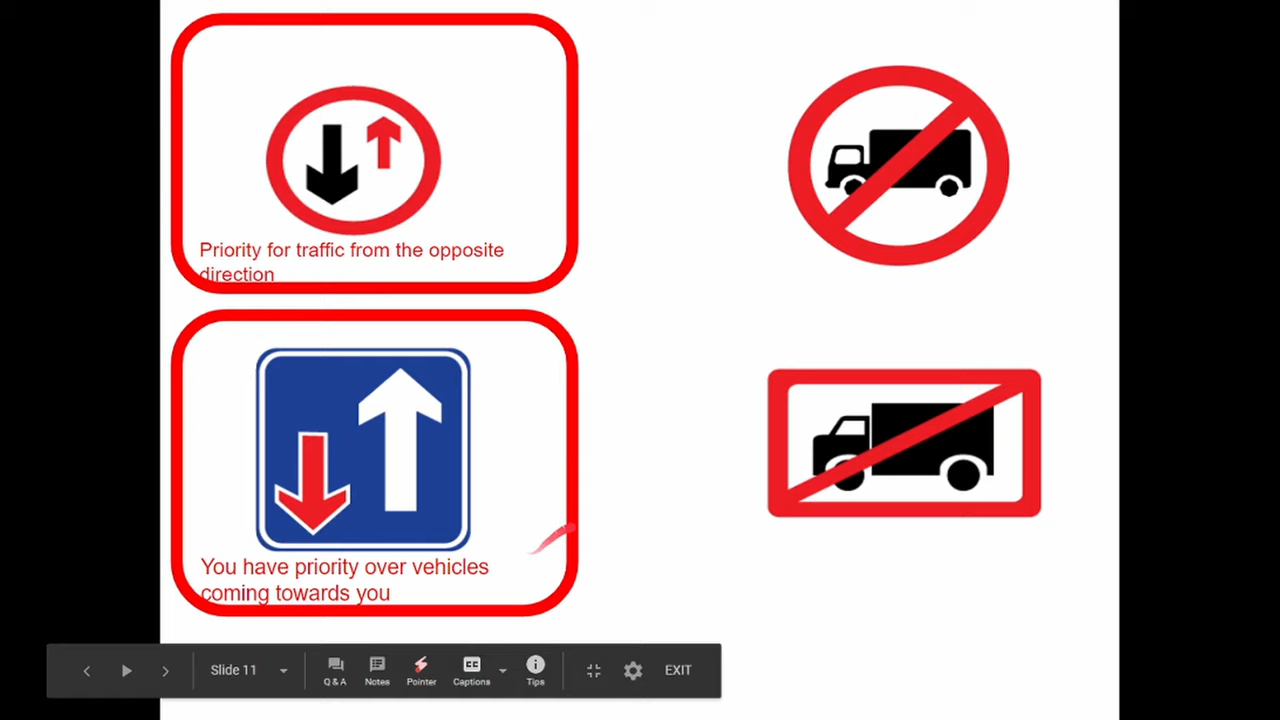 Priority for traffic from the opposite
direction
You have priority over vehicles
coming towards you
Slide 11
Q & A
Notes
Pointer
CC
Captions
Tips
EXIT